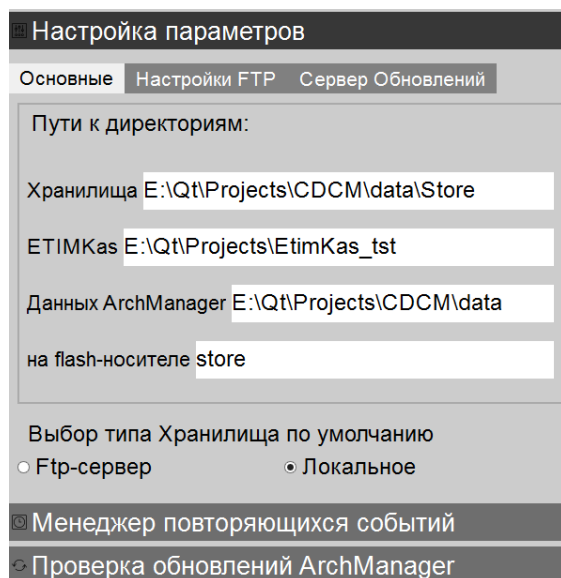 Настройка параметров
Основные Настройки FTP Сервер Обновлений
Пути к директориям:
Хранилища E:\Qt\Projects\CDCM\data\Store
ETIMKas E:\Qt\Projects\EtimKas_tst
Данных ArchManager E:\Qt\Projects\CDCM\data
на flash-носителе store
Выбор типа Хранилища по умолчанию
Ftp-сервер Локальное
Менеджер повторяющихся событий
Проверка обновлений ArchManager